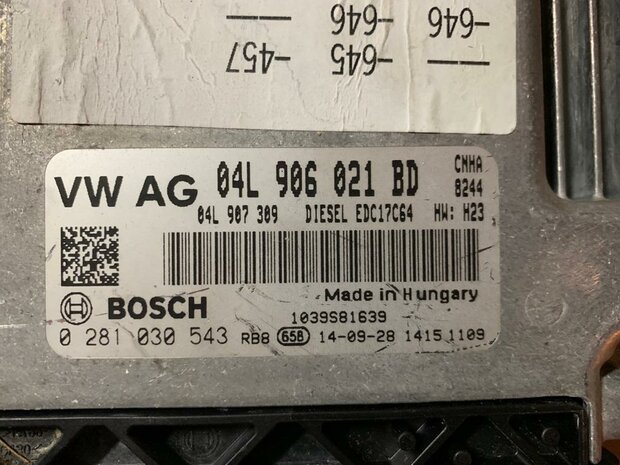 -646 -646
-457 -645
VW AG 04L 906 021 BD CNHA
8244
04L 907 309 DIESEL EDC17C64 HW: H23
Made in Hungary
BOSCH 1039S81639
0 281 030 543 RB8 658 14-09-28 1415 1109